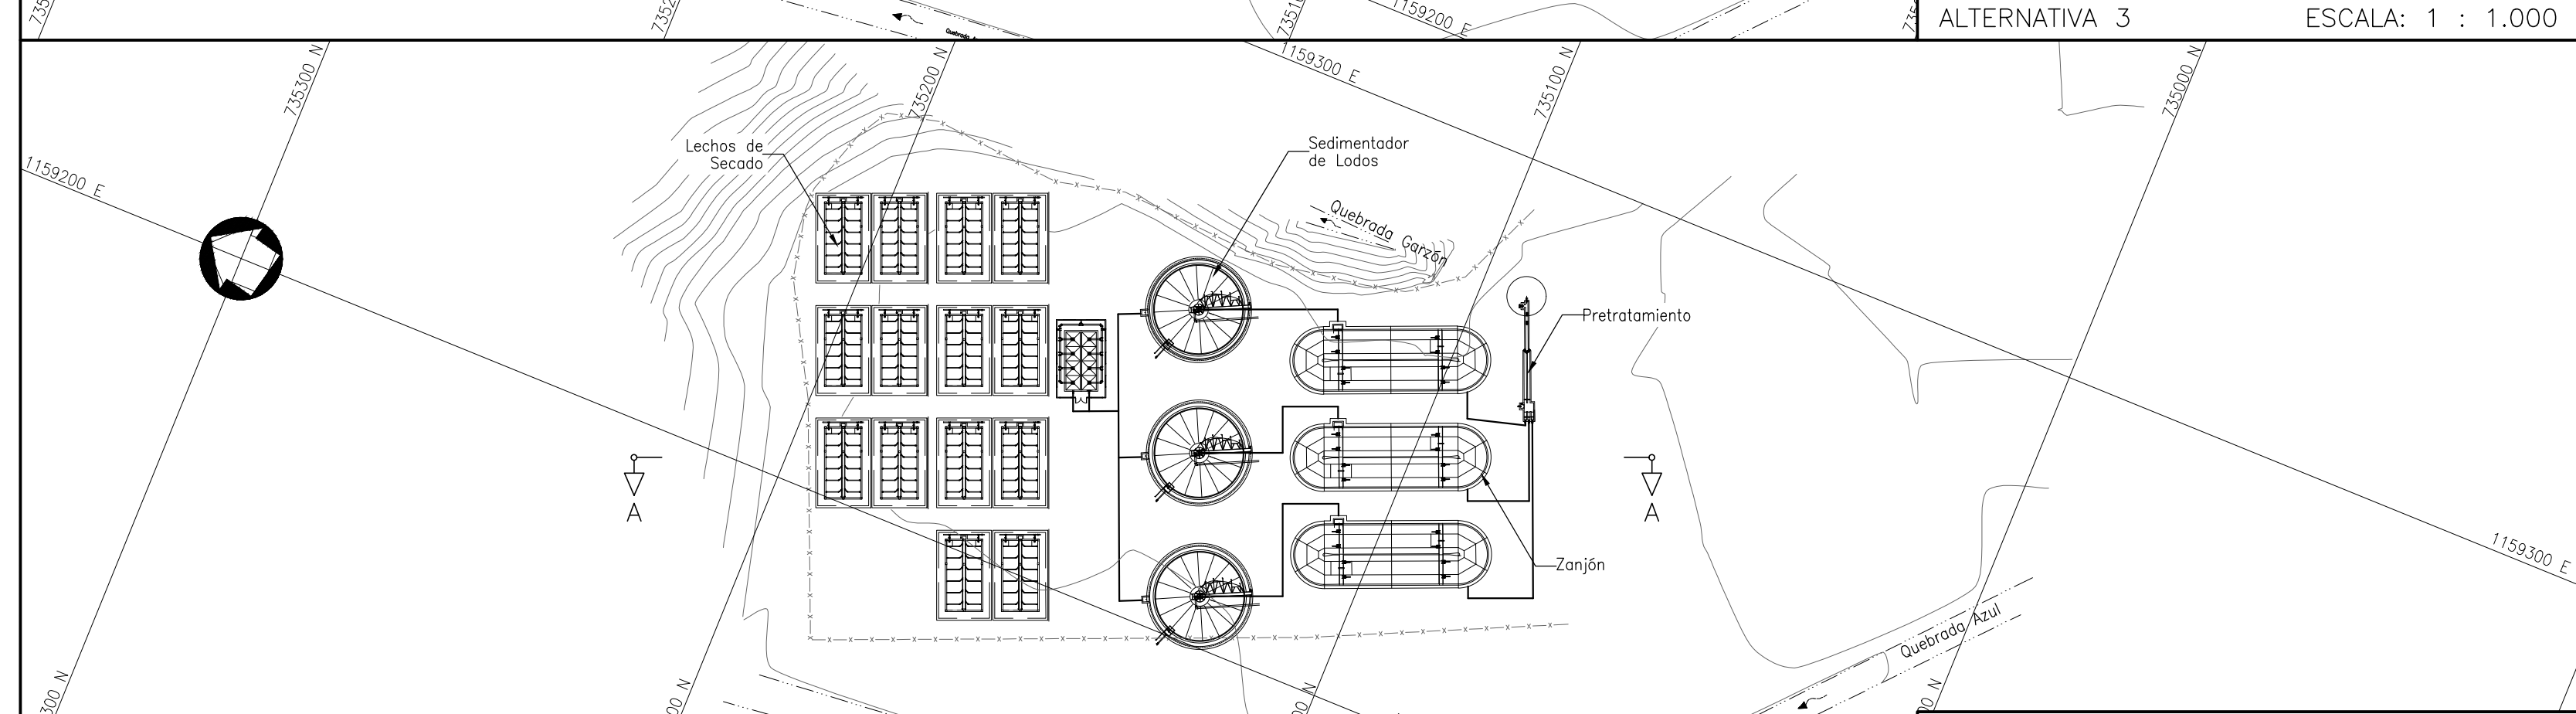 1159200 E
ALTERNATIVA 3
ESCALA: 1 : 1.000
735300 N
735200 N
1159300 E
735100 N
735000 N
1159200 E
Lechos de
Secado
Sedimentador
de Lodos
Quebrada Garzón
Pretratamiento
A
A
Zanjón
1159300 E
Quebrada Azul